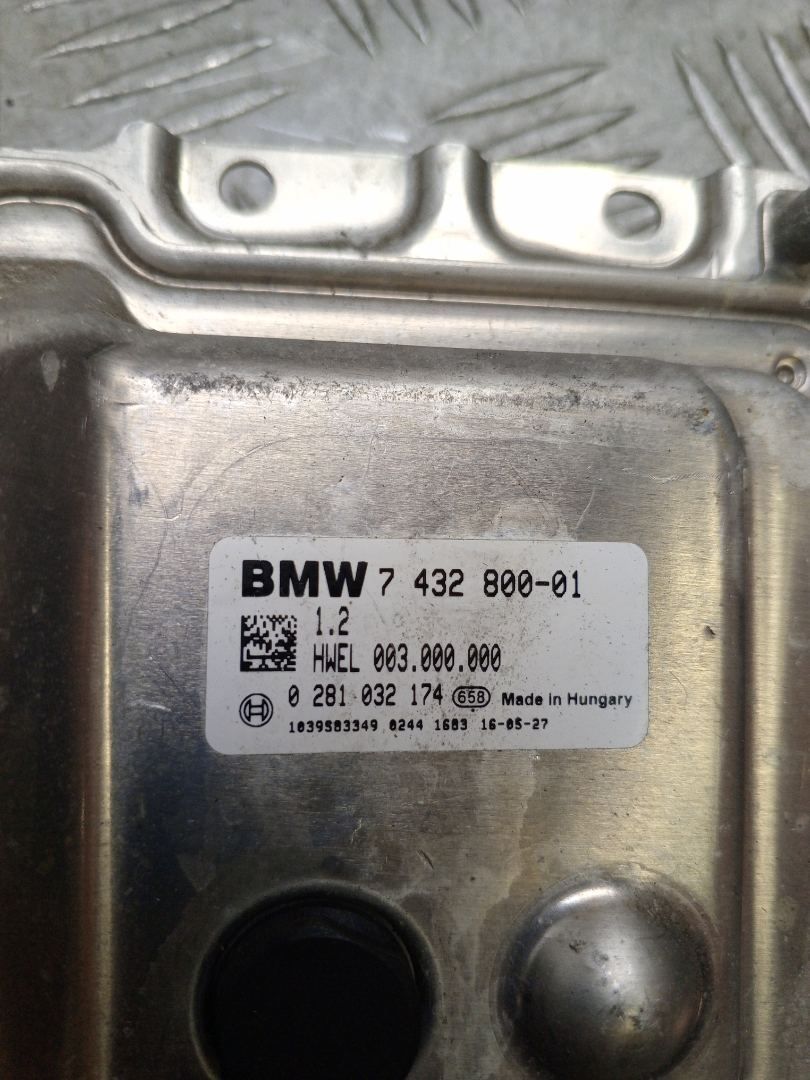 BMW 7 432 800-01
1.2
HWEL 003.000.000
0 281 032 174 658 Made in Hungary
1039S83349 0244 1683 16-05-27